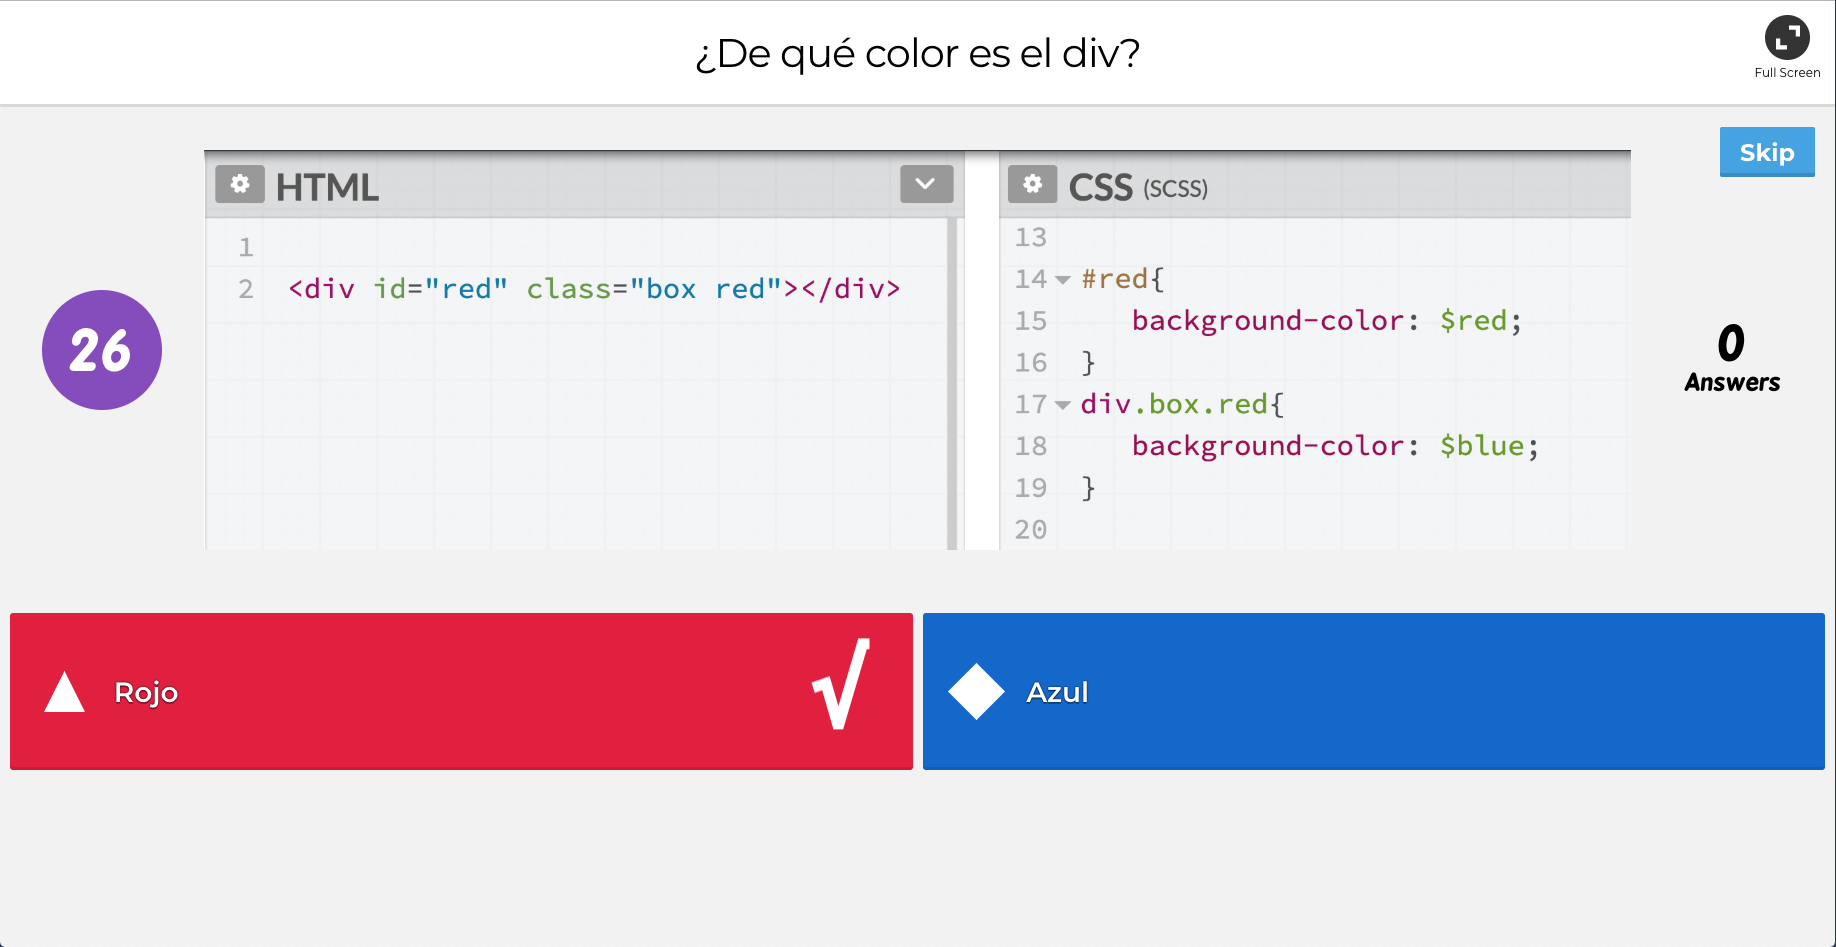 ¿De qué color es el div?
Full Screen
Skip
HTML
1
2 <div id="red" class="box red"></div>
CSS (SCSS)
13
14 #red{
15 background-color: $red;
16 }
17 div.box.red{
18 background-color: $blue;
19 }
20
26
0
Answers
Rojo
Azul